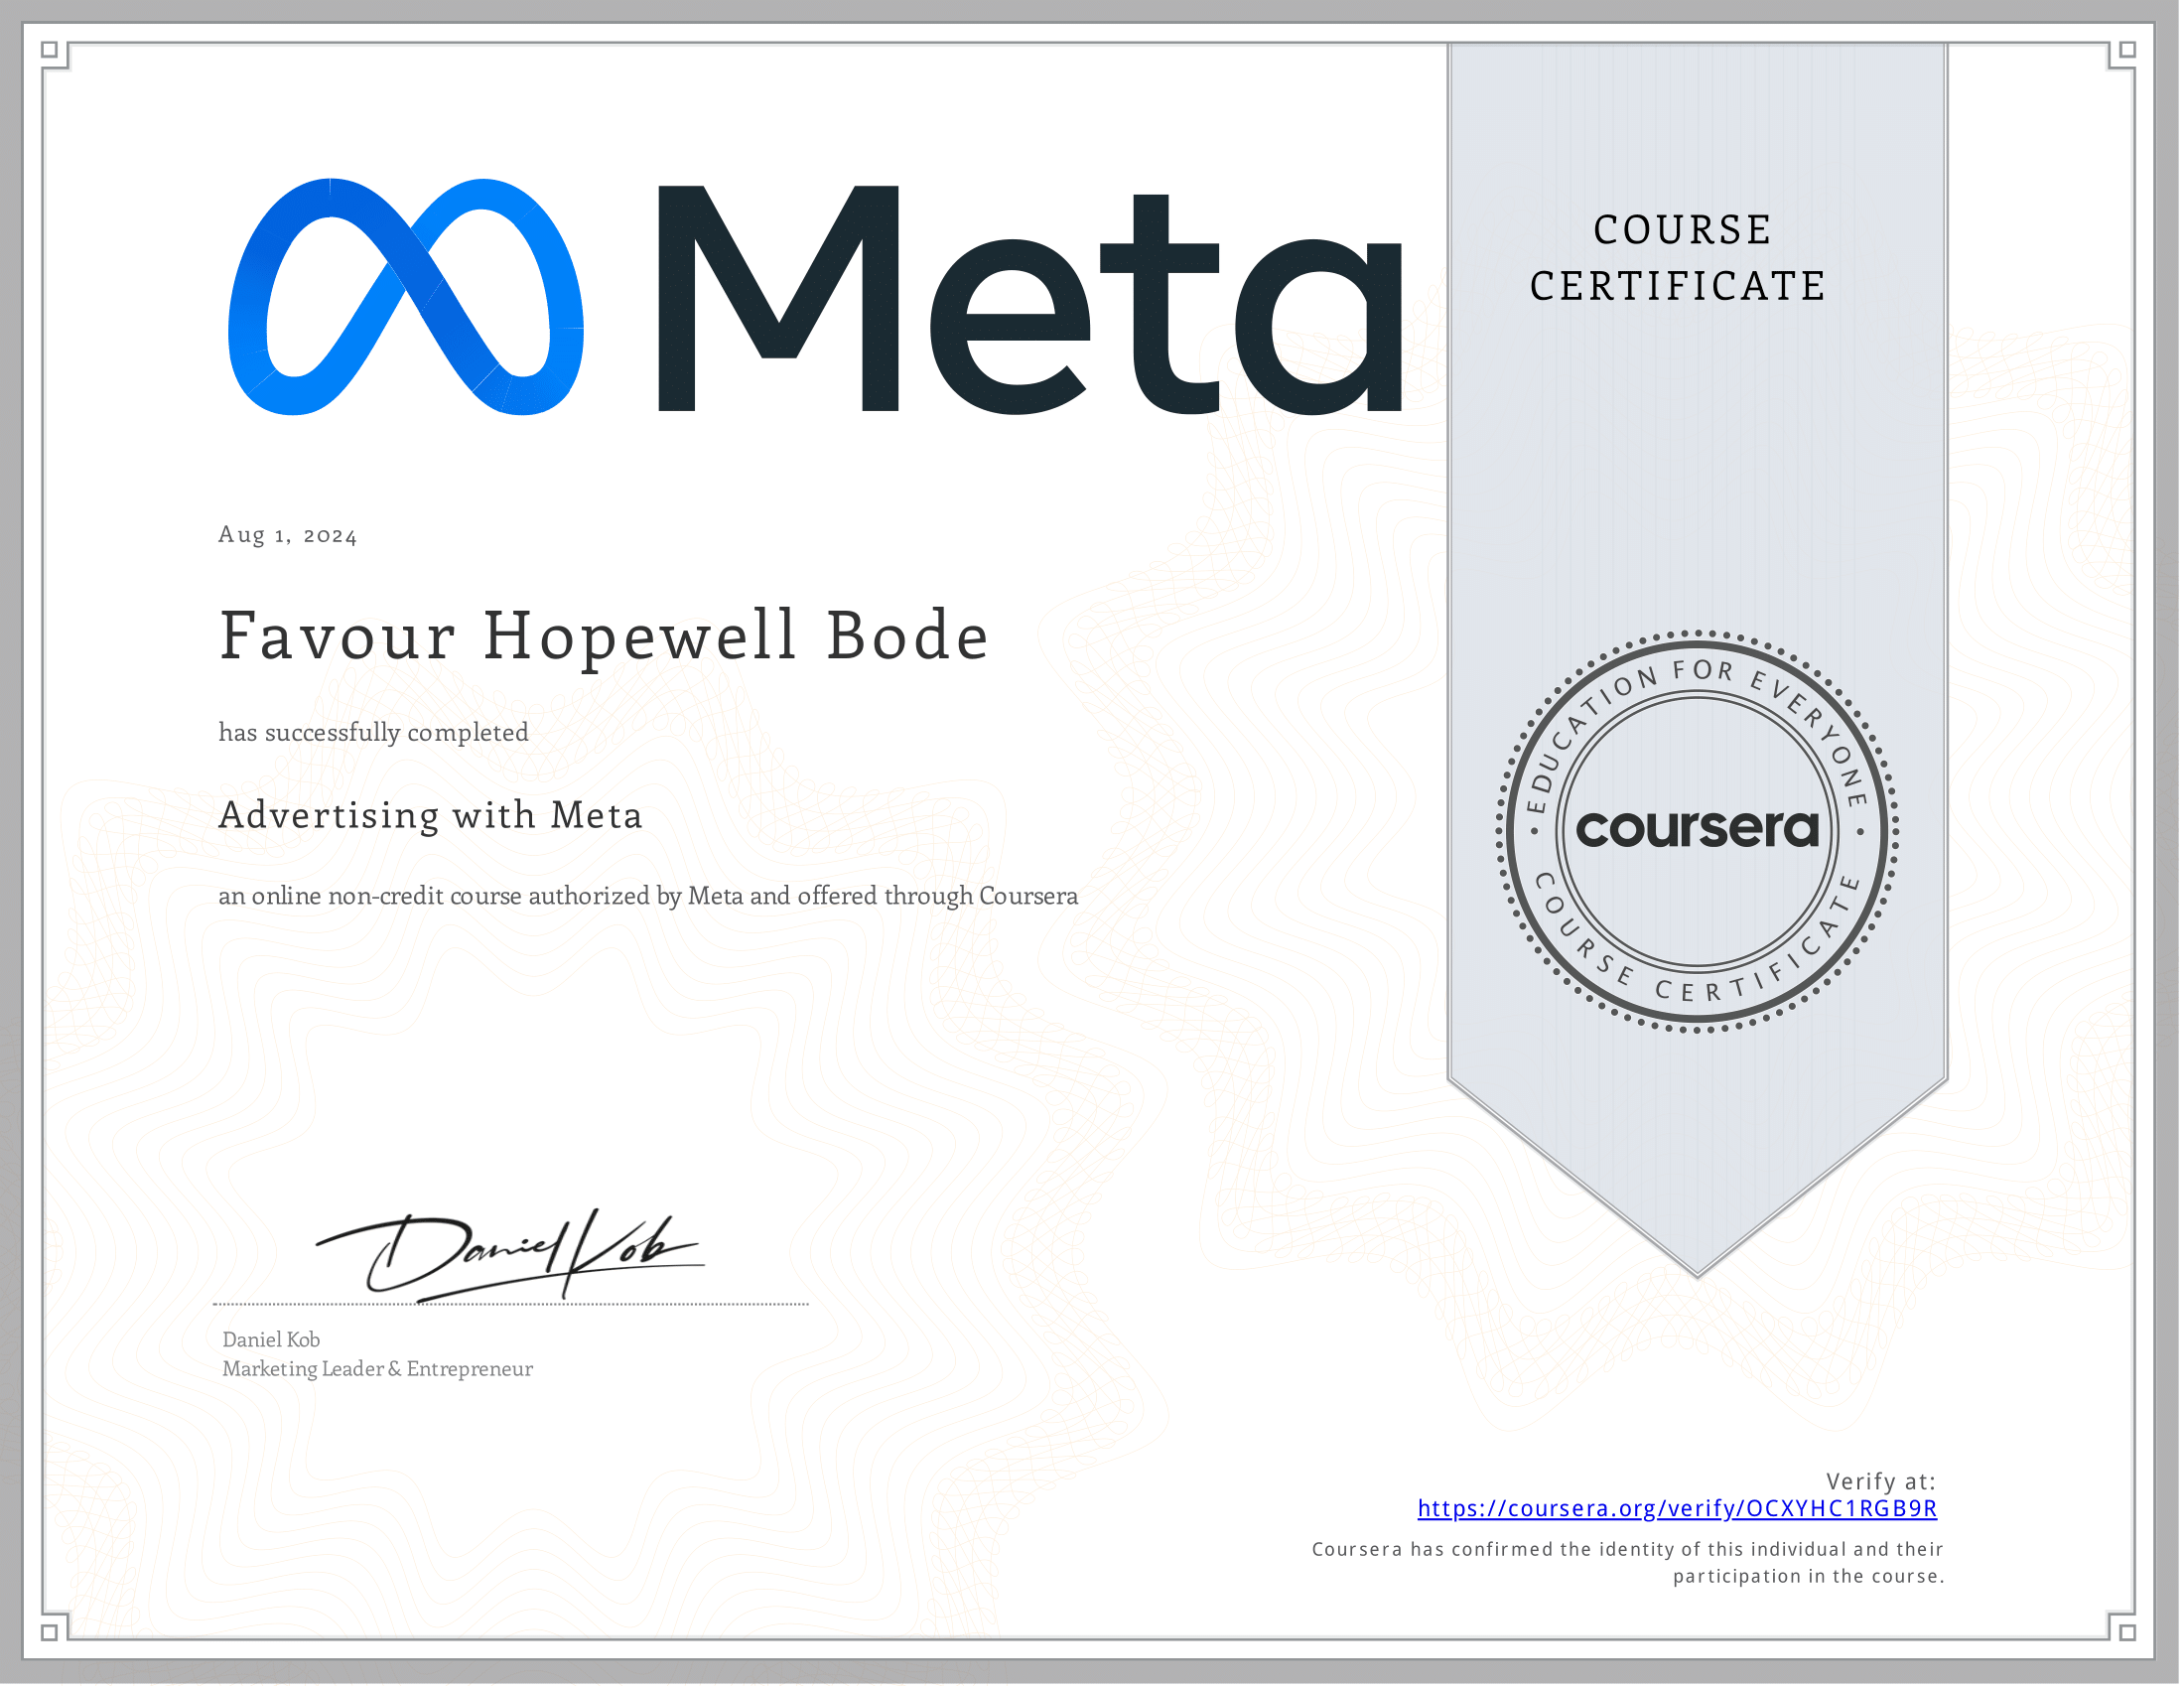 Meta
COURSE
CERTIFICATE
Aug 1, 2024
Favour Hopewell Bode
has successfully completed
Advertising with Meta
an online non-credit course authorized by Meta and offered through Coursera
EDUCATION FOR EVERYONE
coursera
COURSE CERTIFICATE
Daniel Kob
Daniel Kob
Marketing Leader & Entrepreneur
Verify at:
https://coursera.org/verify/OCXYHC1RGB9R
Coursera has confirmed the identity of this individual and their
participation in the course.